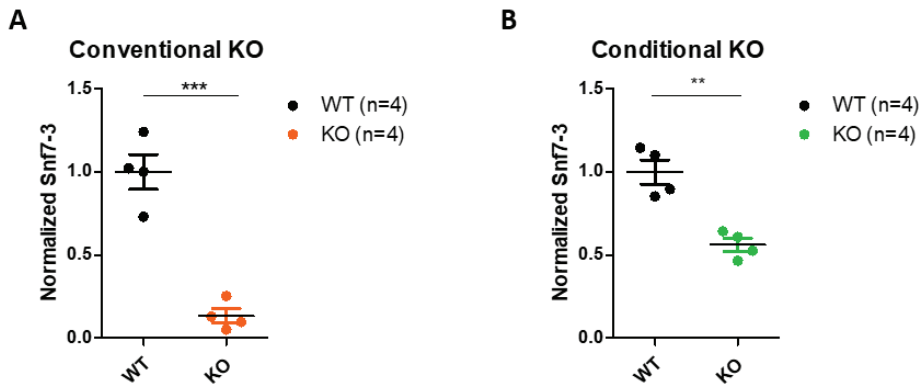 A
Conventional KO
Normalized Snf7-3
1.5
1.0
0.5
0.0
***
WT
KO
WT (n=4)
KO (n=4)
B
Conditional KO
Normalized Snf7-3
1.5
1.0
0.5
0.0
**
WT
KO
WT (n=4)
KO (n=4)